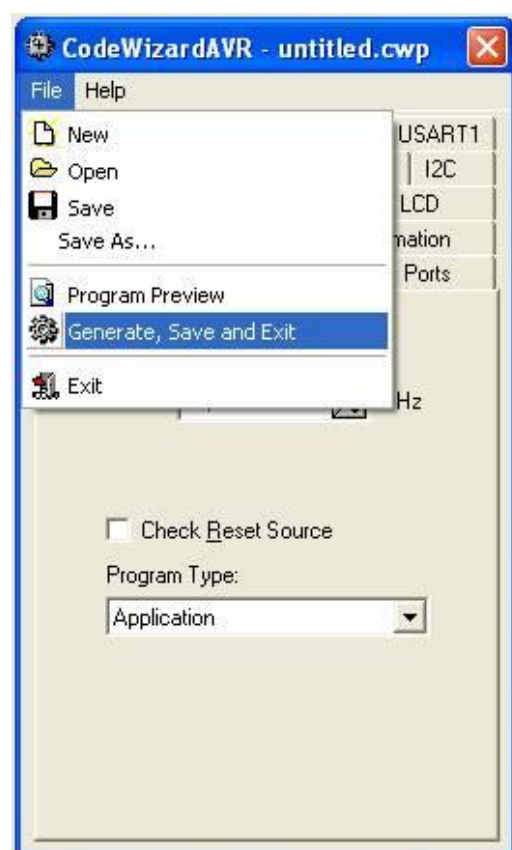 CodeWizardAVR - untitled.cwp
File Help
New
USART1
Open
I2C
Save
LCD
Save As...
mation
Program Preview
Ports
Generate, Save and Exit
Exit
Hz
Check Reset Source
Program Type:
Application